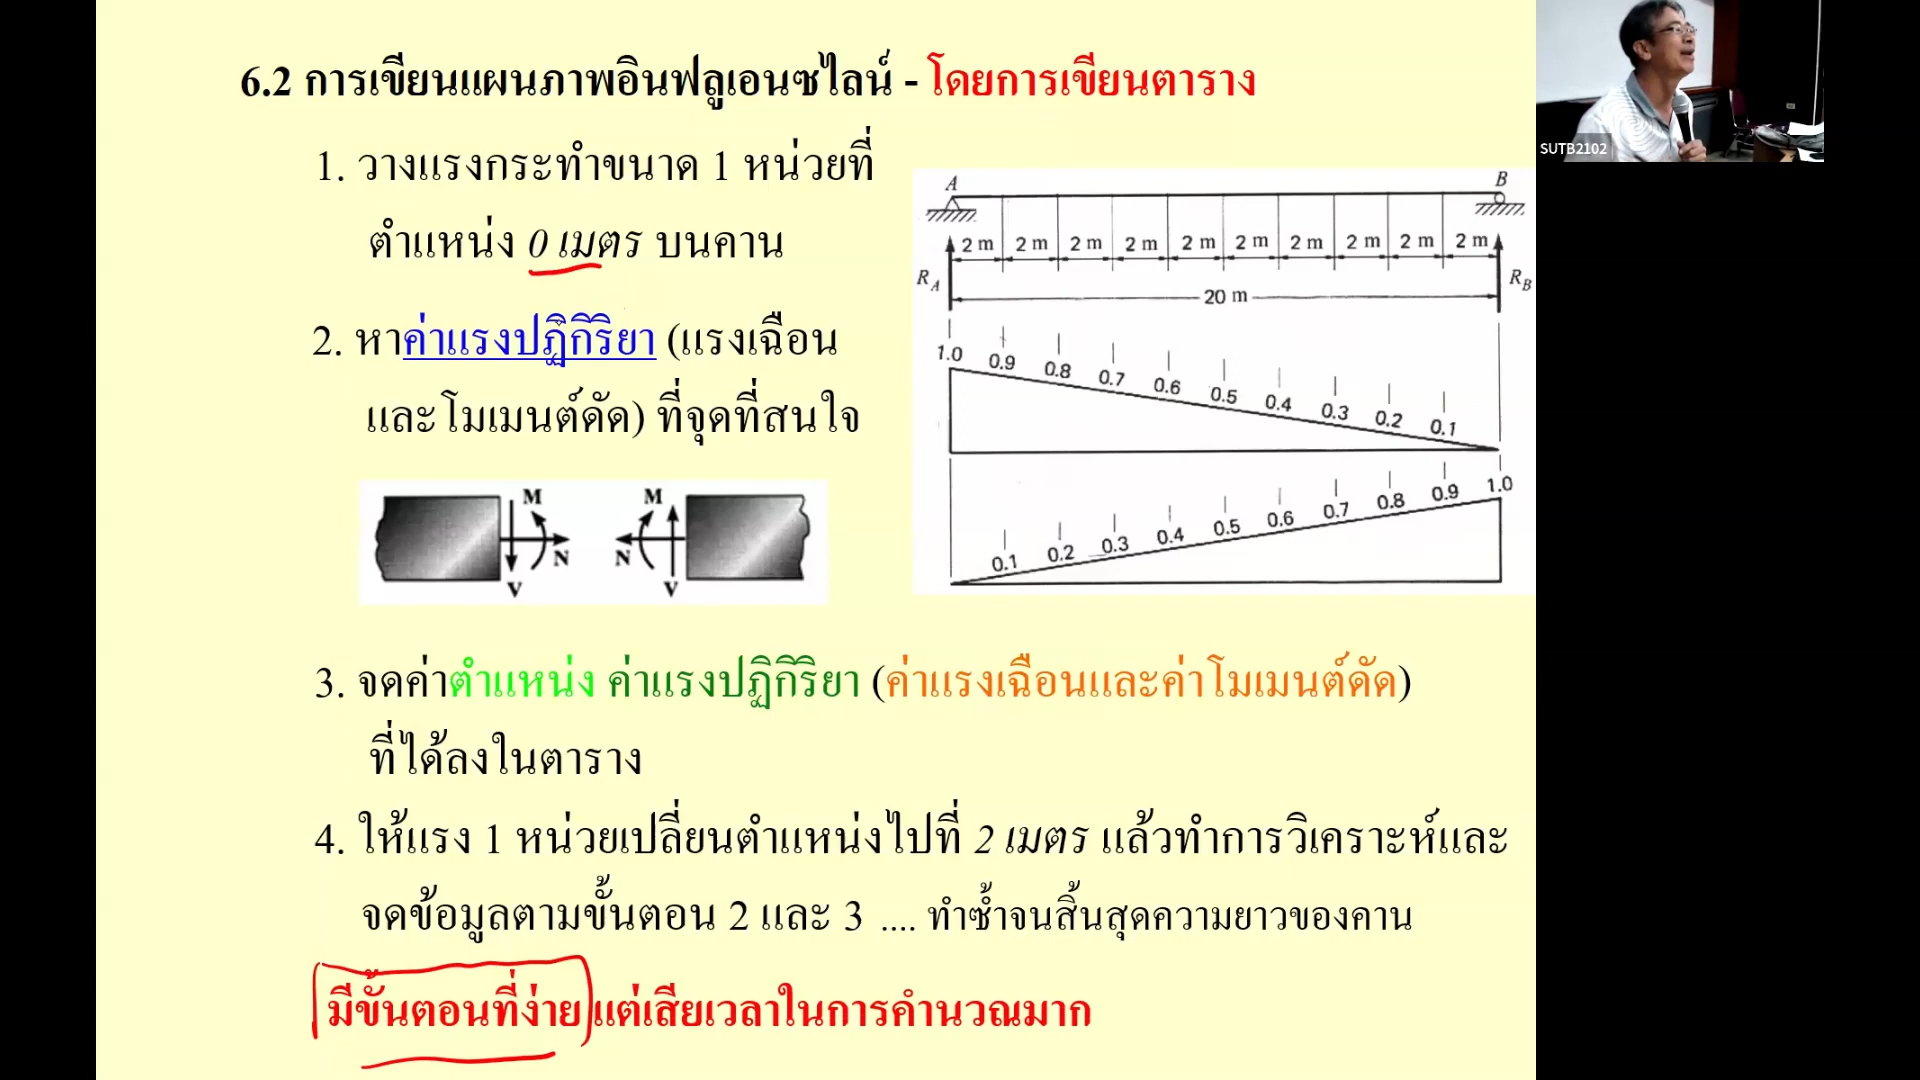 6.2 การเขียนแผนภาพอินฟลูเอนซไลน์ - โดยการเขียนตาราง
1. วางแรงกระทำขนาด 1 หน่วยที่
ตำแหน่ง 0 เมตร บนคาน
2. หาค่าแรงปฏิกิริยา (แรงเฉือน
และโมเมนต์ดัด) ที่จุดที่สนใจ
M M
N N
V V
A B
2 m 2 m 2 m 2 m 2 m 2 m 2 m 2 m 2 m 2 m
R_A R_B
20 m
1.0 0.9 0.8 0.7 0.6 0.5 0.4 0.3 0.2 0.1
0.1 0.2 0.3 0.4 0.5 0.6 0.7 0.8 0.9 1.0
3. จดค่าตำแหน่ง ค่าแรงปฏิกิริยา (ค่าแรงเฉือนและค่าโมเมนต์ดัด)
ที่ได้ลงในตาราง
4. ให้แรง 1 หน่วยเปลี่ยนตำแหน่งไปที่ 2 เมตร แล้วทำการวิเคราะห์และ
จดข้อมูลตามขั้นตอน 2 และ 3 .... ทำซ้ำจนสิ้นสุดความยาวของคาน
มีขั้นตอนที่ง่าย แต่เสียเวลาในการคำนวณมาก
SUTB2102